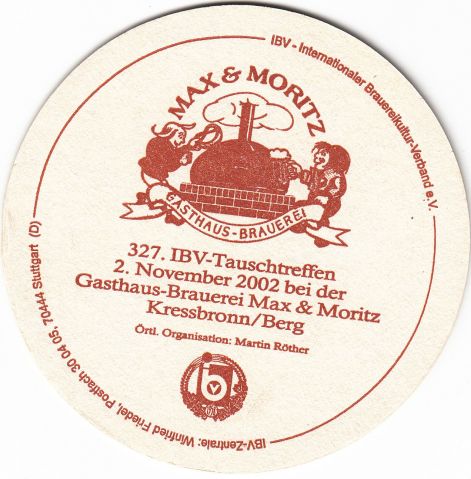 IBV - Internationaler Brauereikultur-Verband e.V.
MAX & MORITZ
GASTHAUS-BRAUEREI
327. IBV-Tauschtreffen
2. November 2002 bei der
Gasthaus-Brauerei Max & Moritz
Kressbronn/Berg
Örtl. Organisation: Martin Röther
ibv
IBV-Zentrale: Winfried Friedel, Postfach 30 04 05, 70444 Stuttgart (D)